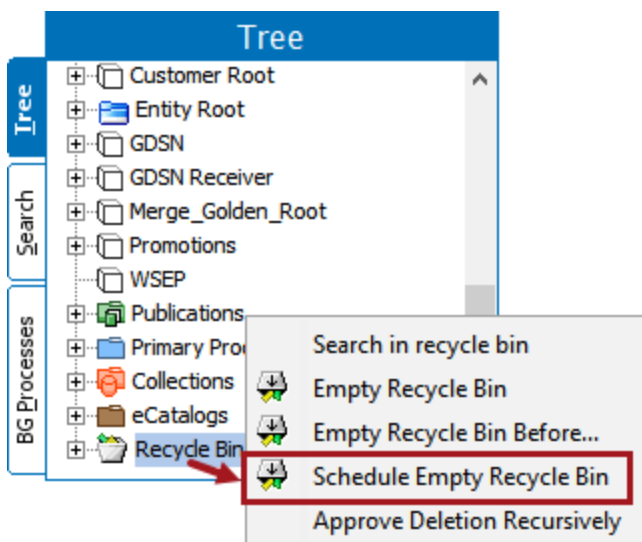 Tree
Tree
Search
BG Processes
Customer Root
Entity Root
GDSN
GDSN Receiver
Merge_Golden_Root
Promotions
WSEP
Publications
Primary Pro
Collections
eCatalogs
Recycle Bin
Search in recycle bin
Empty Recycle Bin
Empty Recycle Bin Before...
Schedule Empty Recycle Bin
Approve Deletion Recursively